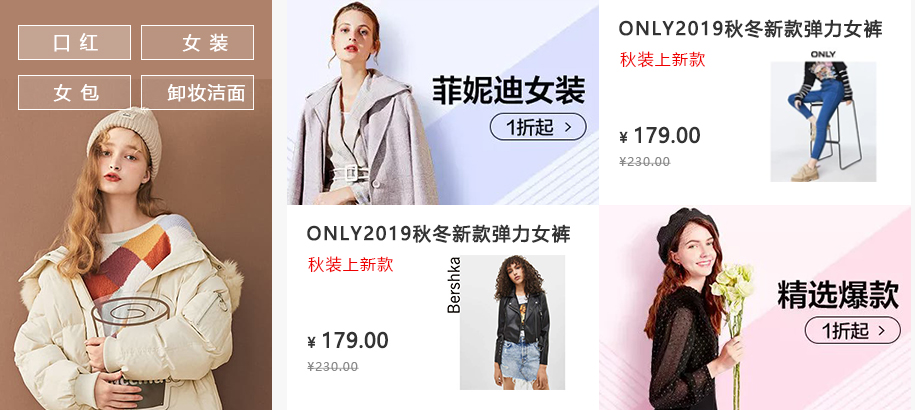 口 红
女 装
女 包
卸妆洁面
菲妮迪女装
1折起 >
ONLY2019秋冬新款弹力女裤
秋装上新款
ONLY
¥ 179.00
¥230.00
ONLY2019秋冬新款弹力女裤
秋装上新款
Bershka
¥ 179.00
¥230.00
精选爆款
1折起 >